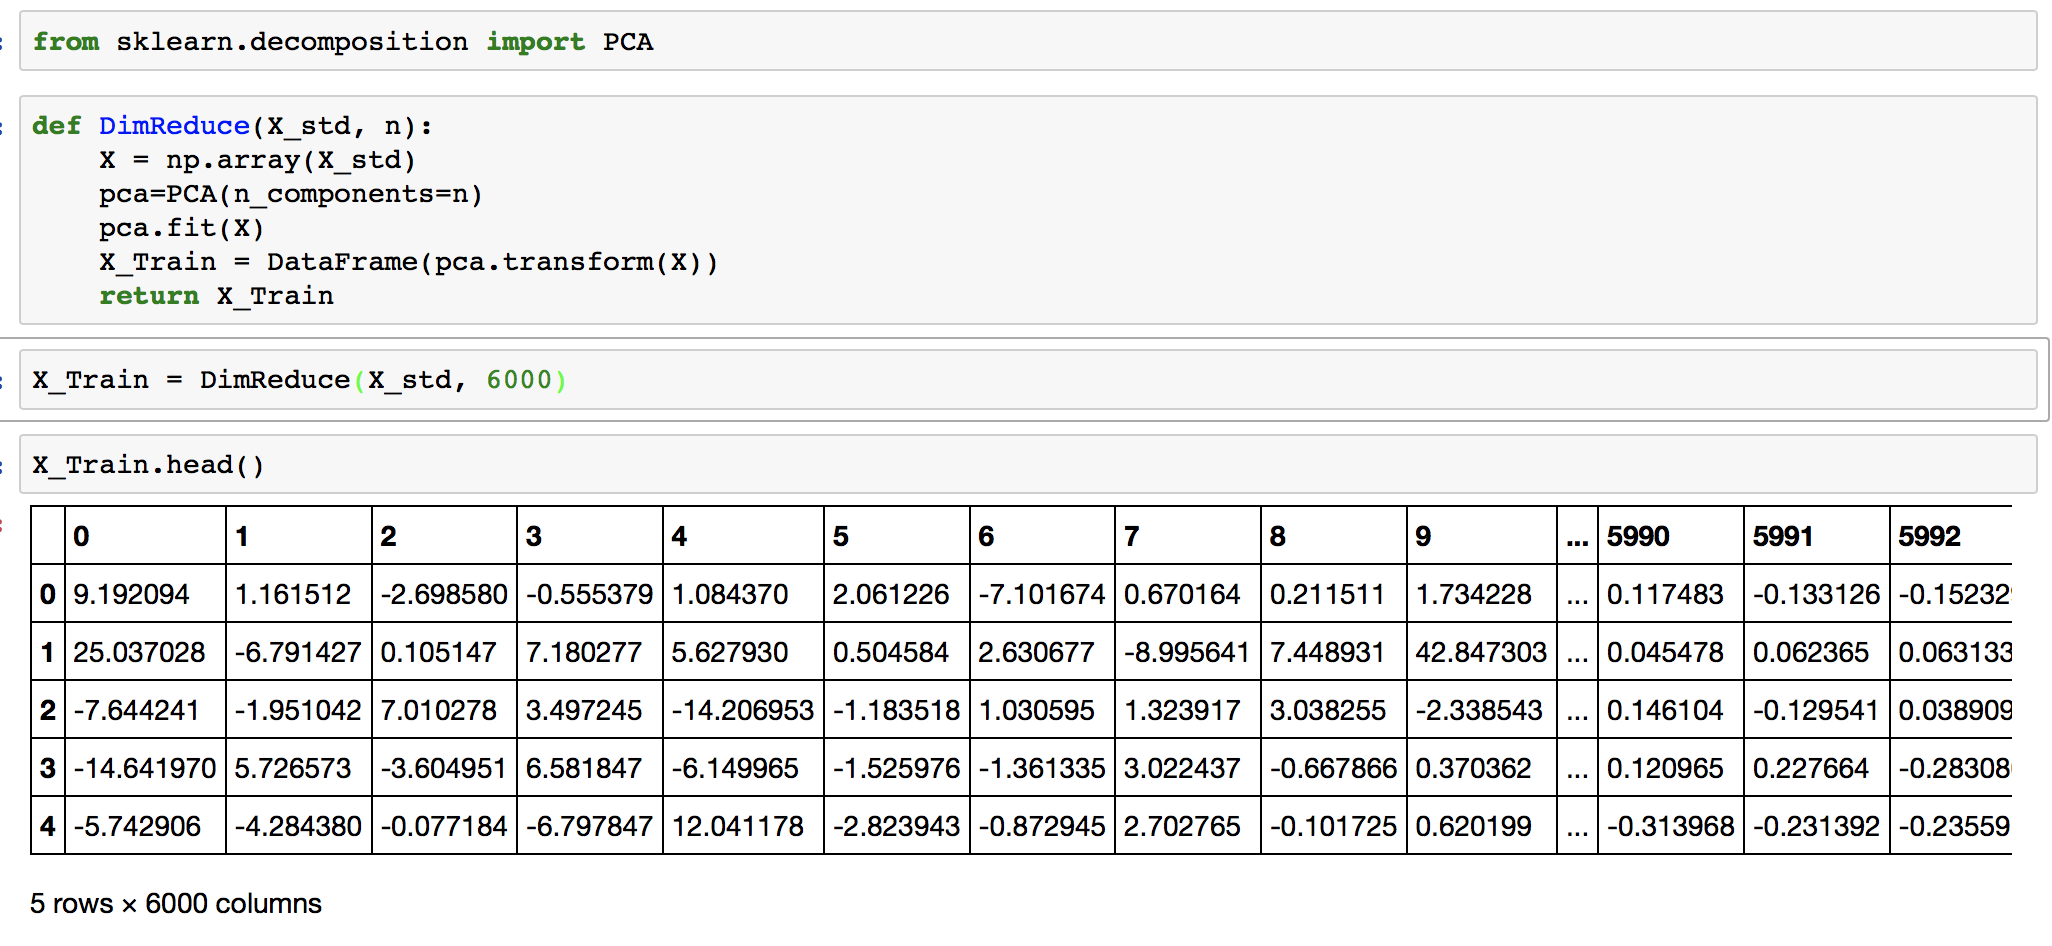 from sklearn.decomposition import PCA
def DimReduce(X_std, n):
    X = np.array(X_std)
    pca=PCA(n_components=n)
    pca.fit(X)
    X_Train = DataFrame(pca.transform(X))
    return X_Train
X_Train = DimReduce(X_std, 6000)
X_Train.head()
0 1 2 3 4 5 6 7 8 9 ... 5990 5991 5992
0 9.192094 1.161512 -2.698580 -0.555379 1.084370 2.061226 -7.101674 0.670164 0.211511 1.734228 ... 0.117483 -0.133126 -0.15232
1 25.037028 -6.791427 0.105147 7.180277 5.627930 0.504584 2.630677 -8.995641 7.448931 42.847303 ... 0.045478 0.062365 0.063133
2 -7.644241 -1.951042 7.010278 3.497245 -14.206953 -1.183518 1.030595 1.323917 3.038255 -2.338543 ... 0.146104 -0.129541 0.038909
3 -14.641970 5.726573 -3.604951 6.581847 -6.149965 -1.525976 -1.361335 3.022437 -0.667866 0.370362 ... 0.120965 0.227664 -0.28308
4 -5.742906 -4.284380 -0.077184 -6.797847 12.041178 -2.823943 -0.872945 2.702765 -0.101725 0.620199 ... -0.313968 -0.231392 -0.23559
5 rows × 6000 columns